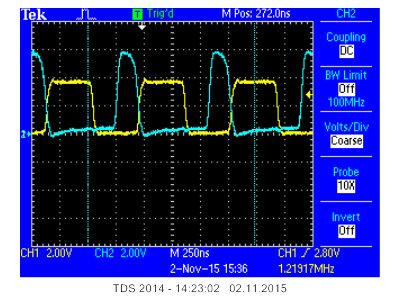 Tek Trig'd M Pos: 272.0ns CH2
Coupling
DC
BW Limit
Off
100MHz
Volts/Div
Coarse
Probe
10X
Invert
Off
2
CH1 2.00V CH2 2.00V M 250ns CH1 2.80V
2-Nov-15 15:36 1.21917MHz
TDS 2014 - 14:23:02 02.11.2015